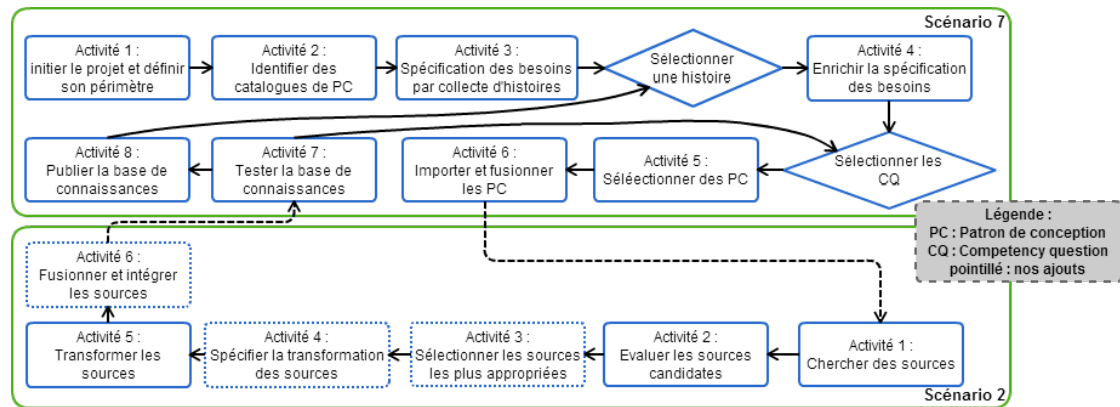 Scénario 7
Activité 1 :
initier le projet et définir
son périmètre
Activité 2 :
Identifier des
catalogues de PC
Activité 3 :
Spécification des besoins
par collecte d'histoires
Sélectionner
une histoire
Activité 4 :
Enrichir la spécification
des besoins
Activité 8 :
Publier la base de
connaissances
Activité 7 :
Tester la base de
connaissances
Activité 6 :
Importer et fusionner
les PC
Activité 5 :
Séléectionner des PC
Sélectionner les
CQ
Légende :
PC : Patron de conception
CQ : Competency question
pointillé : nos ajouts
Activité 6 :
Fusionner et intégrer
les sources
Activité 5 :
Transformer les
sources
Activité 4 :
Spécifier la transformation
des sources
Activité 3 :
Sélectionner les sources
les plus appropriées
Activité 2 :
Evaluer les sources
candidates
Activité 1 :
Chercher des sources
Scénario 2